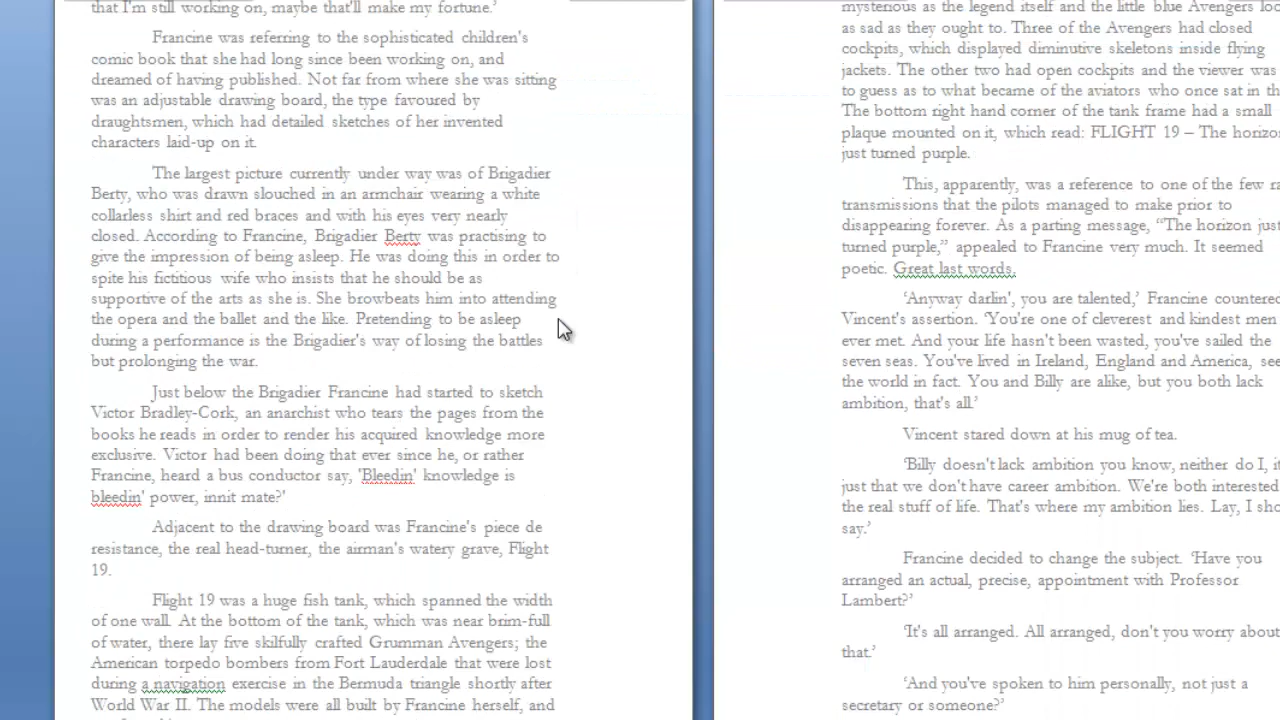 that I'm still working on, maybe that'll make my fortune.’
Francine was referring to the sophisticated children's
comic book that she had long since been working on, and
dreamed of having published. Not far from where she was sitting
was an adjustable drawing board, the type favoured by
draughtsmen, which had detailed sketches of her invented
characters laid-up on it.
The largest picture currently under way was of Brigadier
Berty, who was drawn slouched in an armchair wearing a white
collarless shirt and red braces and with his eyes very nearly
closed. According to Francine, Brigadier Berty was practising to
give the impression of being asleep. He was doing this in order to
spite his fictitious wife who insists that he should be as
supportive of the arts as she is. She browbeats him into attending
the opera and the ballet and the like. Pretending to be asleep
during a performance is the Brigadier's way of losing the battles
but prolonging the war.
Just below the Brigadier Francine had started to sketch
Victor Bradley-Cork, an anarchist who tears the pages from the
books he reads in order to render his acquired knowledge more
exclusive. Victor had been doing that ever since he, or rather
Francine, heard a bus conductor say, 'Bleedin' knowledge is
bleedin' power, innit mate?'
Adjacent to the drawing board was Francine's piece de
resistance, the real head-turner, the airman's watery grave, Flight
19.
Flight 19 was a huge fish tank, which spanned the width
of one wall. At the bottom of the tank, which was near brim-full
of water, there lay five skilfully crafted Grumman Avengers; the
American torpedo bombers from Fort Lauderdale that were lost
during a navigation exercise in the Bermuda triangle shortly after
World War II. The models were all built by Francine herself, and
mysterious as the legend itself and the little blue Avengers
as sad as they ought to. Three of the Avengers had closed
cockpits, which displayed diminutive skeletons inside flying
jackets. The other two had open cockpits and the viewer was
to guess as to what became of the aviators who once sat in
The bottom right hand corner of the tank frame had a small
plaque mounted on it, which read: FLIGHT 19 – The
just turned purple.
This, apparently, was a reference to one of the few
transmissions that the pilots managed to make prior to
disappearing forever. As a parting message, “The horizon just
turned purple,” appealed to Francine very much. It seemed
poetic. Great last words.
‘Anyway darlin', you are talented,’ Francine
Vincent's assertion. ‘You're one of cleverest and kindest men
ever met. And your life hasn't been wasted, you've sailed the
seven seas. You've lived in Ireland, England and America,
the world in fact. You and Billy are alike, but you both lack
ambition, that's all.’
Vincent stared down at his mug of tea.
‘Billy doesn't lack ambition you know, neither do I,
just that we don't have career ambition. We're both interested
the real stuff of life. That's where my ambition lies. Lay, I
say.’
Francine decided to change the subject. ‘Have you
arranged an actual, precise, appointment with Professor
Lambert?’
‘It's all arranged. All arranged, don't you worry about
that.’
‘And you've spoken to him personally, not just a
secretary or someone?’